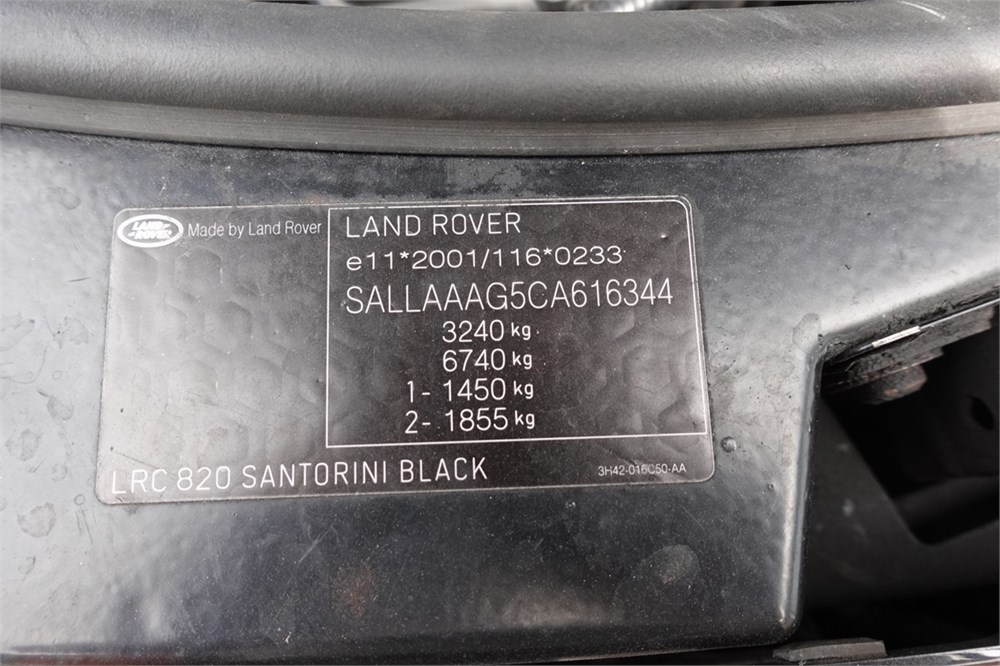 LAND ROVER
Made by Land Rover
LAND ROVER
e11*2001/116*0233
SALLAAAG5CA616344
3240 kg
6740 kg
1- 1450 kg
2- 1855 kg
LRC 820 SANTORINI BLACK
3H42-016C50-AA